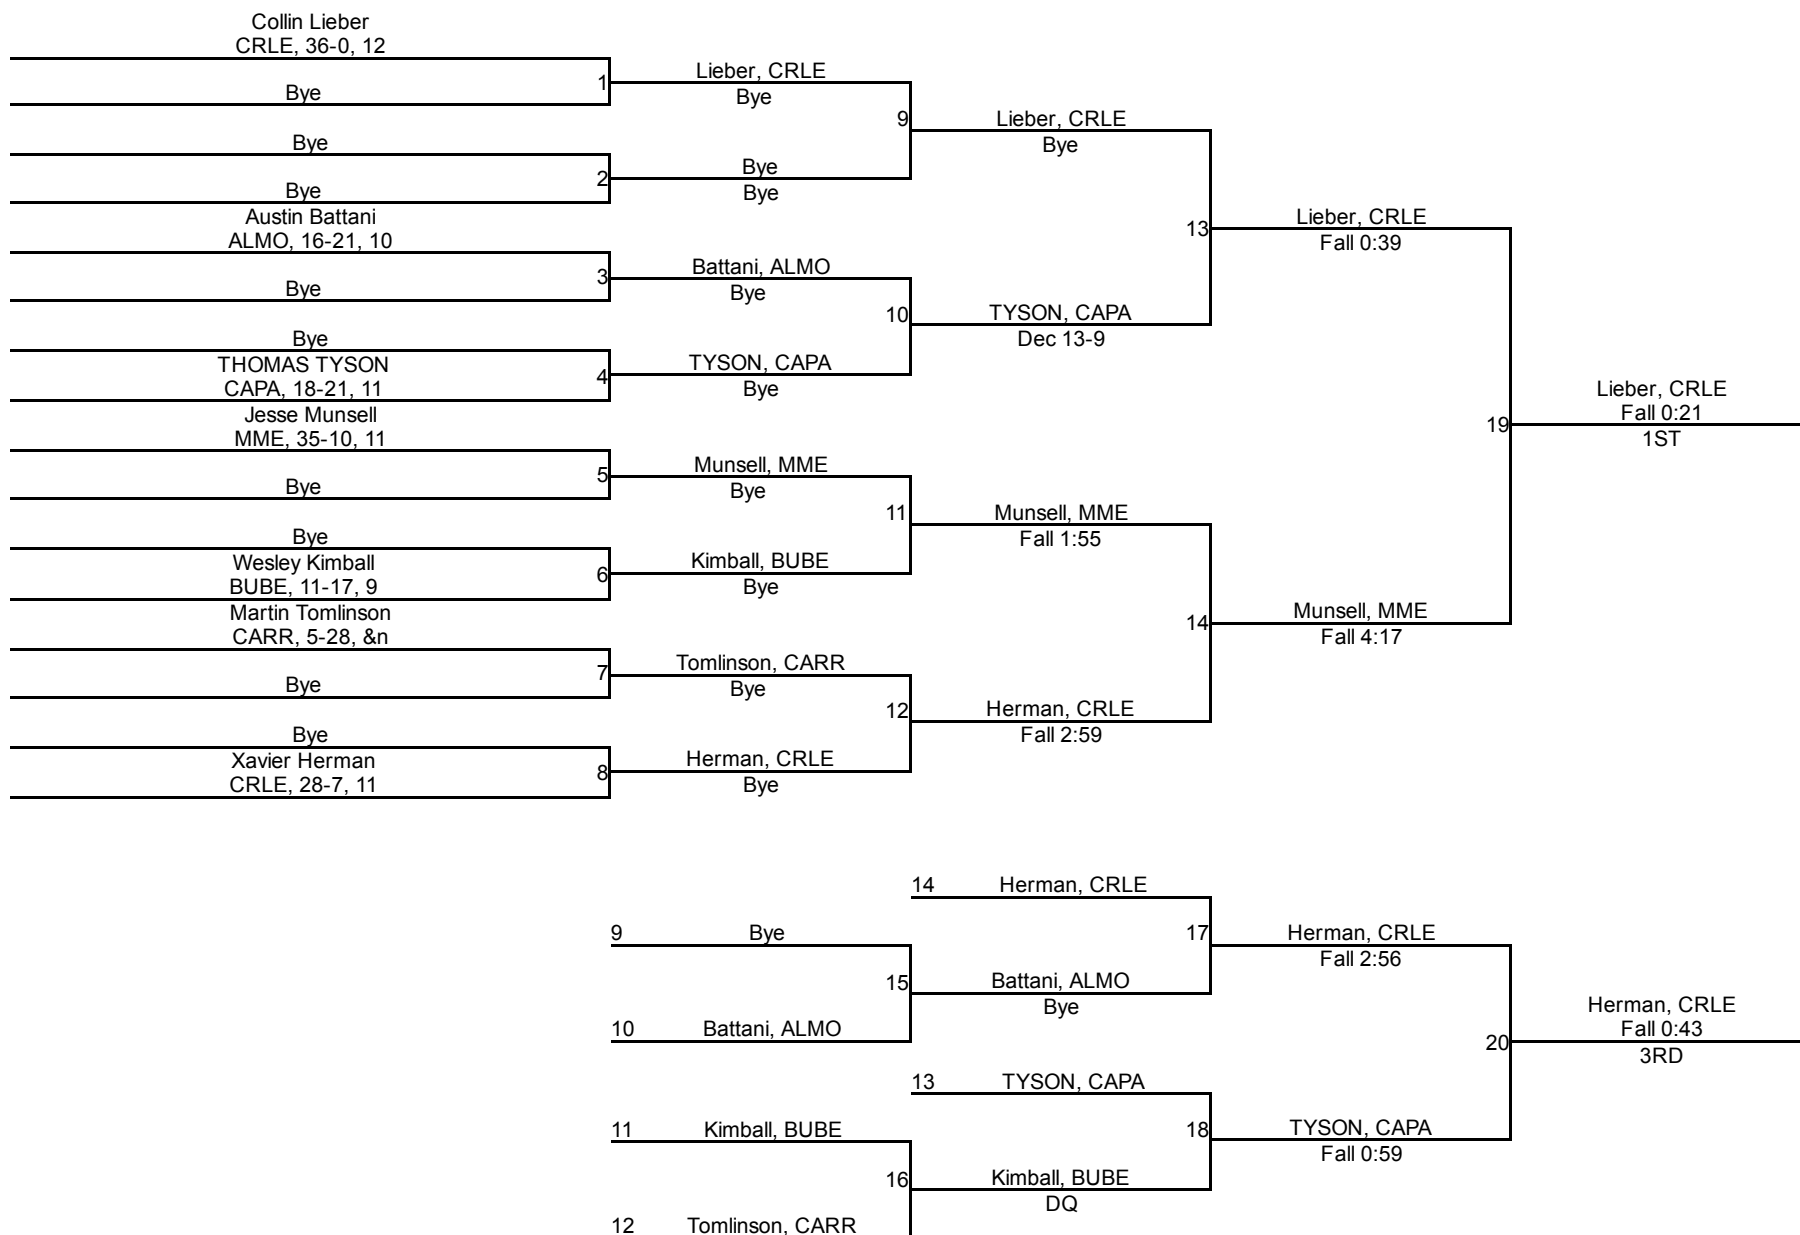 Collin Lieber
CRLE, 36-0, 12
Bye
1
Bye
Bye
2
Austin Battani
ALMO, 16-21, 10
Bye
3
Bye
THOMAS TYSON
CAPA, 18-21, 11
4
Jesse Munsell
MME, 35-10, 11
Bye
5
Bye
Wesley Kimball
BUBE, 11-17, 9
6
Martin Tomlinson
CARR, 5-28, &n
Bye
7
Bye
Xavier Herman
CRLE, 28-7, 11
8
Lieber, CRLE
Bye
9
Bye
Bye
Battani, ALMO
Bye
10
TYSON, CAPA
Bye
Munsell, MME
Bye
11
Kimball, BUBE
Bye
Tomlinson, CARR
Bye
12
Herman, CRLE
Bye
Lieber, CRLE
Bye
13
TYSON, CAPA
Dec 13-9
Munsell, MME
Fall 1:55
14
Herman, CRLE
Fall 2:59
Lieber, CRLE
Fall 0:39
19
Munsell, MME
Fall 4:17
Lieber, CRLE
Fall 0:21
1ST
14 Herman, CRLE
9 Bye
17
15
Battani, ALMO
Bye
10 Battani, ALMO
13 TYSON, CAPA
11 Kimball, BUBE
18
16
Kimball, BUBE
DQ
12 Tomlinson, CARR
Herman, CRLE
Fall 2:56
20
TYSON, CAPA
Fall 0:59
Herman, CRLE
Fall 0:43
3RD